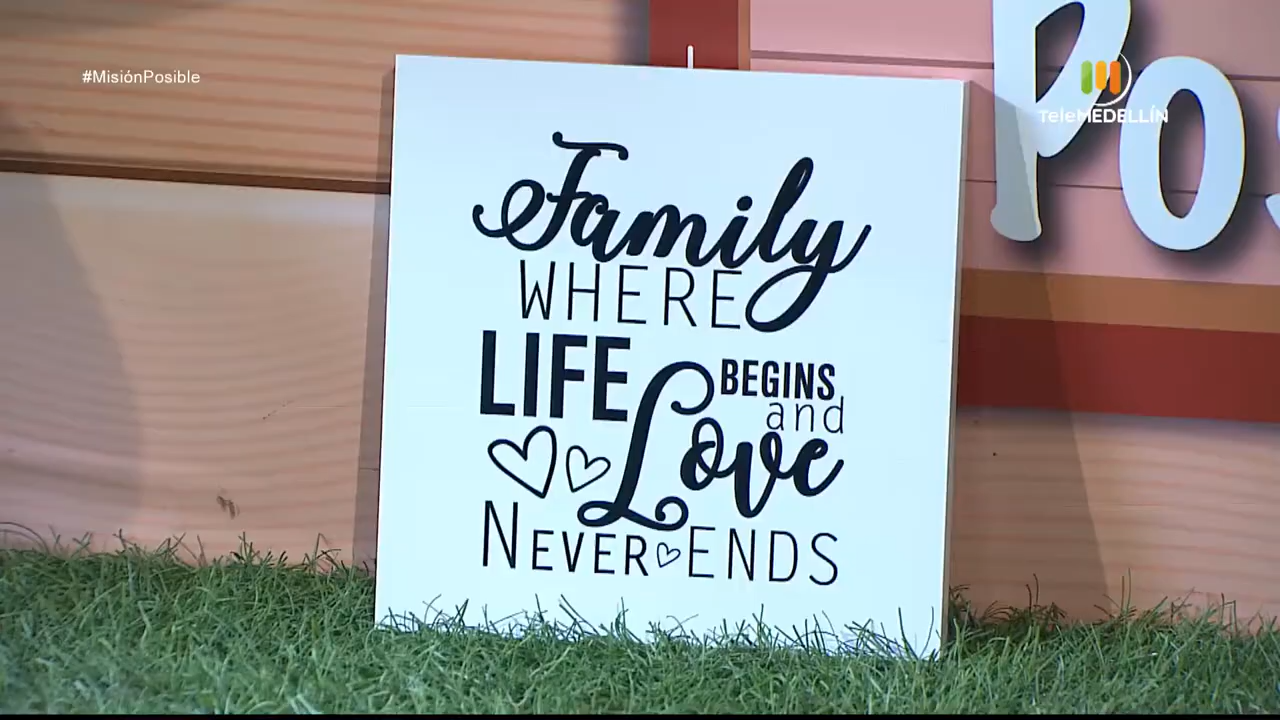 #MisiónPosible
TeleMEDELLÍN
Family
WHERE
LIFE
BEGINS
and
Love
NEVER ENDS